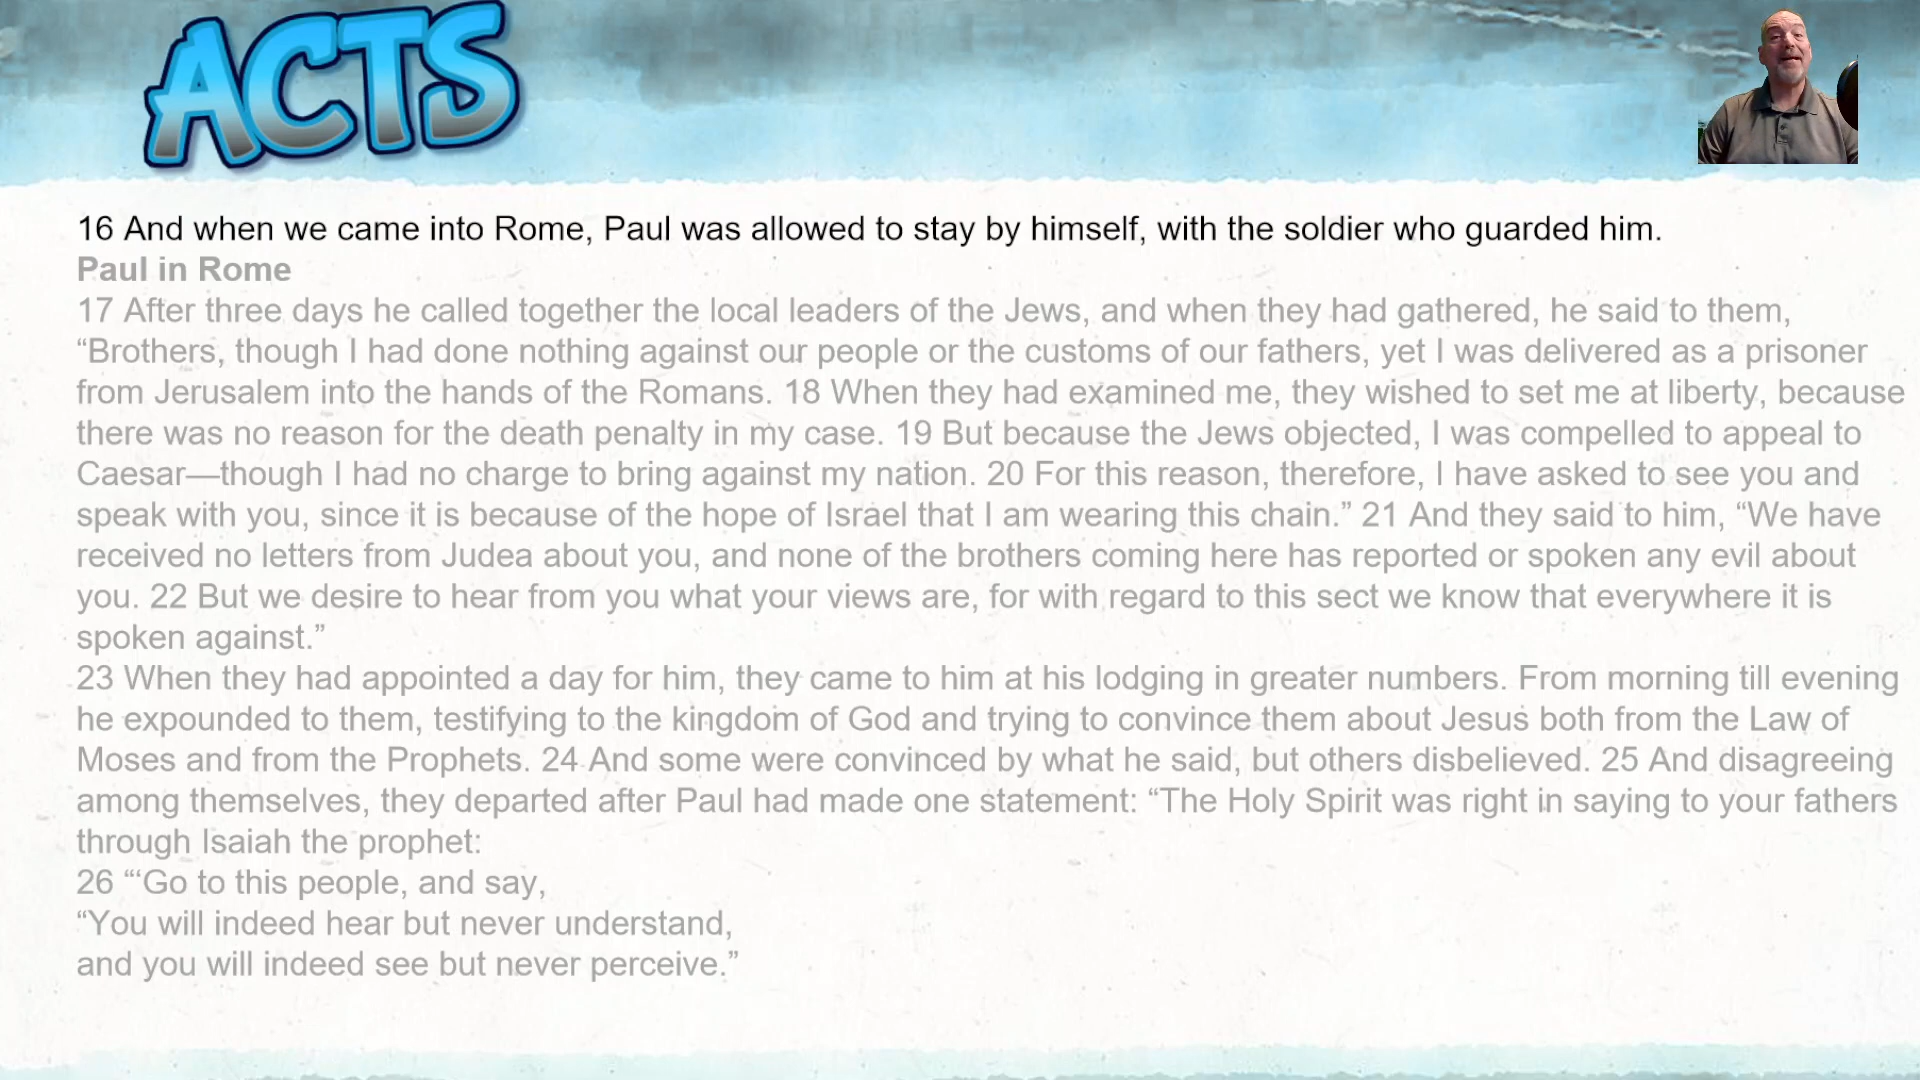 ACTS
16 And when we came into Rome, Paul was allowed to stay by himself, with the soldier who guarded him.
Paul in Rome
17 After three days he called together the local leaders of the Jews, and when they had gathered, he said to them,
“Brothers, though I had done nothing against our people or the customs of our fathers, yet I was delivered as a prisoner
from Jerusalem into the hands of the Romans. 18 When they had examined me, they wished to set me at liberty, because
there was no reason for the death penalty in my case. 19 But because the Jews objected, I was compelled to appeal to
Caesar—though I had no charge to bring against my nation. 20 For this reason, therefore, I have asked to see you and
speak with you, since it is because of the hope of Israel that I am wearing this chain.” 21 And they said to him, “We have
received no letters from Judea about you, and none of the brothers coming here has reported or spoken any evil about
you. 22 But we desire to hear from you what your views are, for with regard to this sect we know that everywhere it is
spoken against.”
23 When they had appointed a day for him, they came to him at his lodging in greater numbers. From morning till evening
he expounded to them, testifying to the kingdom of God and trying to convince them about Jesus both from the Law of
Moses and from the Prophets. 24 And some were convinced by what he said, but others disbelieved. 25 And disagreeing
among themselves, they departed after Paul had made one statement: “The Holy Spirit was right in saying to your fathers
through Isaiah the prophet:
26 “‘Go to this people, and say,
“You will indeed hear but never understand,
and you will indeed see but never perceive.”